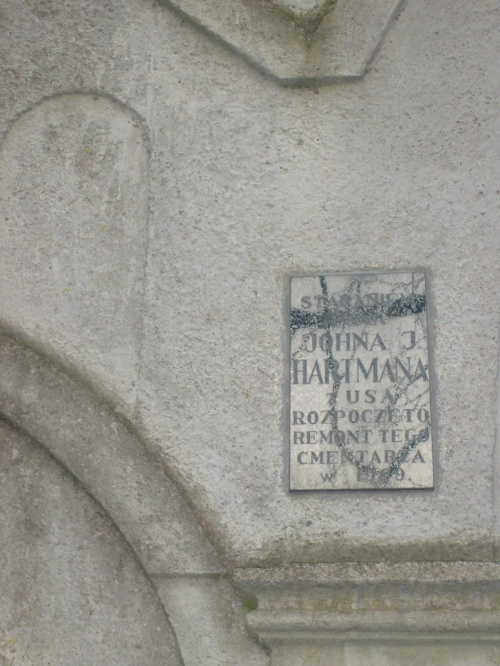 STARANIEM
JOHNA J.
HARTMANA
USA
ROZPOCZĘTO
REMONT TEGO
CMENTARZA